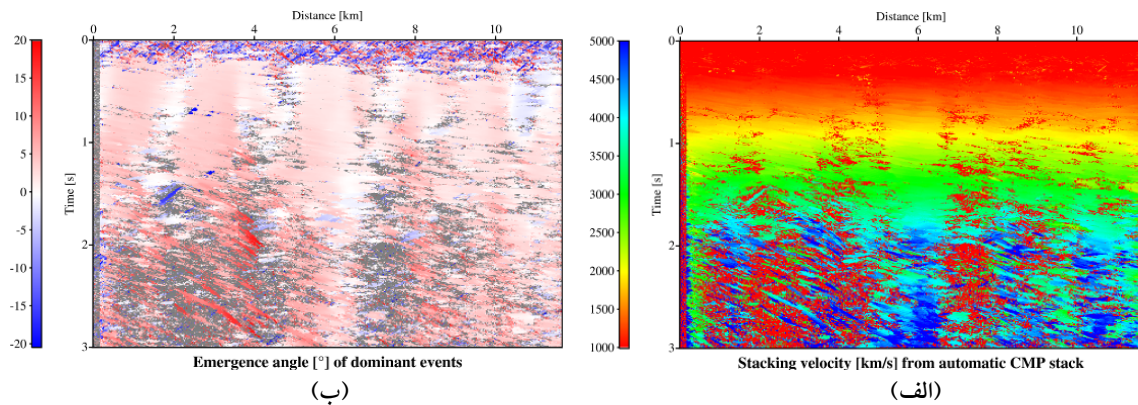 Distance [km]
0 2 4 6 8 10
20
15
10
5
0
-5
-10
-15
-20
Time [s]
0
1
2
3
Emergence angle [°] of dominant events
(ب)
Distance [km]
0 2 4 6 8 10
5000
4500
4000
3500
3000
2500
2000
1500
1000
Time [s]
0
1
2
3
Stacking velocity [km/s] from automatic CMP stack
(الف)